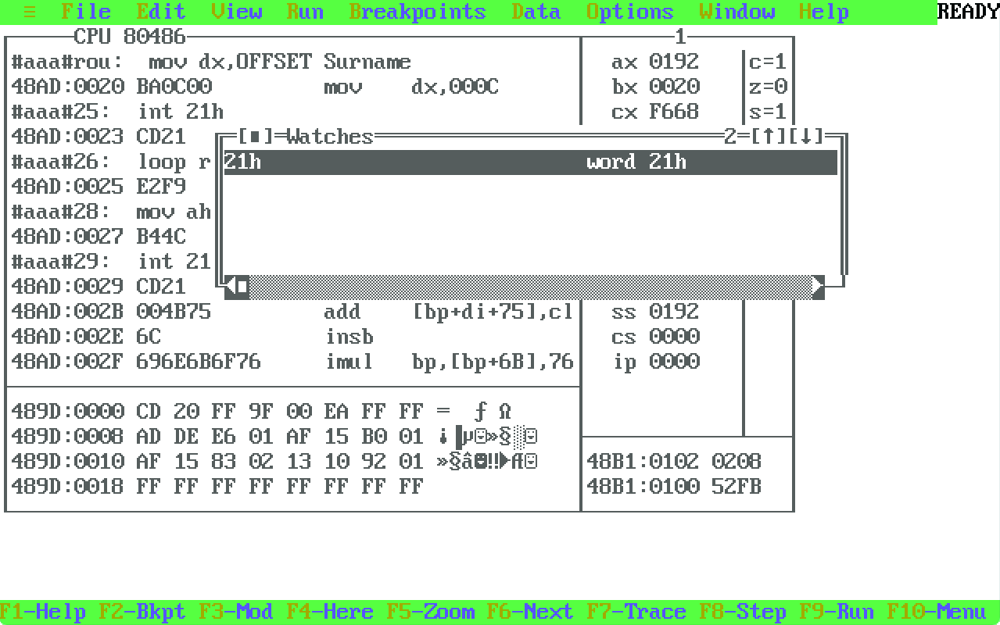 ≡ File Edit View Run Breakpoints Data Options Window Help READY
CPU 80486 1
#aaa#rou: mov dx,OFFSET Surname ax 0192 c=1
48AD:0020 BA0C00 mov dx,000C bx 0020 z=0
#aaa#25: int 21h cx F668 s=1
48AD:0023 CD21 [■]=Watches 2=[↑][↓]
#aaa#26: loop r 21h word 21h
48AD:0025 E2F9
#aaa#28: mov ah
48AD:0027 B44C
#aaa#29: int 21
48AD:0029 CD21
48AD:002B 004B75 add [bp+di+75],cl ss 0192
48AD:002E 6C insb cs 0000
48AD:002F 696E6B6F76 imul bp,[bp+6B],76 ip 0000
489D:0000 CD 20 FF 9F 00 EA FF FF = ƒ Ω
489D:0008 AD DE E6 01 AF 15 B0 01 ¡▐µ☺»§░☺
489D:0010 AF 15 83 02 13 10 92 01 »§â☻‼►Æ☺ 48B1:0102 0208
489D:0018 FF FF FF FF FF FF FF FF 48B1:0100 52FB
F1-Help F2-Bkpt F3-Mod F4-Here F5-Zoom F6-Next F7-Trace F8-Step F9-Run F10-Menu